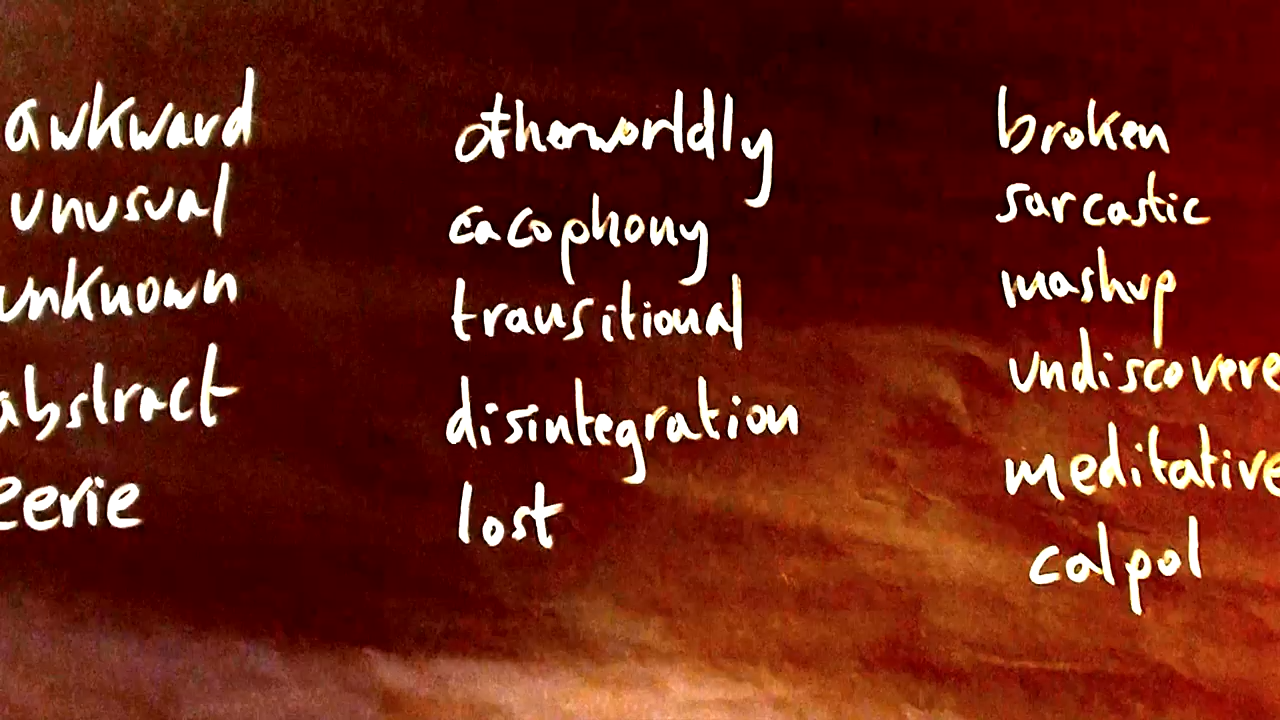 awkward
unusual
unknown
abstract
eerie
otherworldly
cacophony
transitional
disintegration
lost
broken
sarcastic
mashup
undiscovere
meditative
calpol